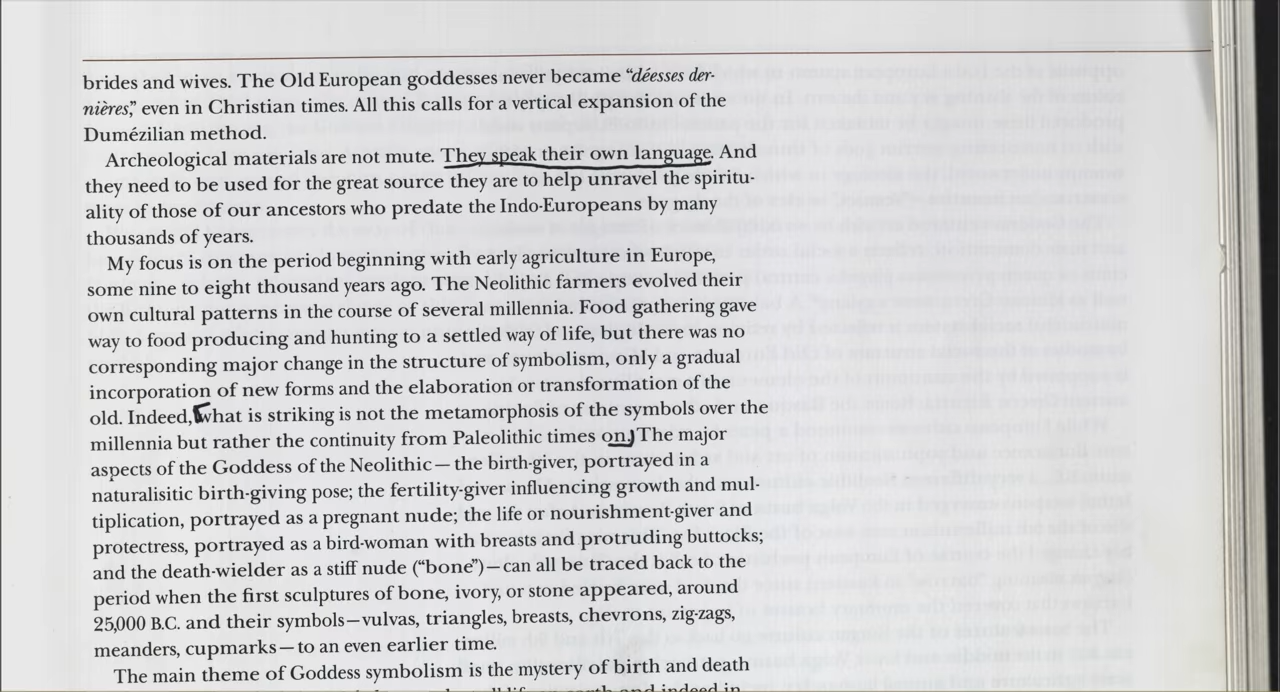 brides and wives. The Old European goddesses never became “déesses der-
nières,” even in Christian times. All this calls for a vertical expansion of the
Dumézilian method.
Archeological materials are not mute. They speak their own language. And
they need to be used for the great source they are to help unravel the spiritu-
ality of those of our ancestors who predate the Indo-Europeans by many
thousands of years.
My focus is on the period beginning with early agriculture in Europe,
some nine to eight thousand years ago. The Neolithic farmers evolved their
own cultural patterns in the course of several millennia. Food gathering gave
way to food producing and hunting to a settled way of life, but there was no
corresponding major change in the structure of symbolism, only a gradual
incorporation of new forms and the elaboration or transformation of the
old. Indeed, what is striking is not the metamorphosis of the symbols over the
millennia but rather the continuity from Paleolithic times on. The major
aspects of the Goddess of the Neolithic—the birth-giver, portrayed in a
naturalisitic birth-giving pose; the fertility-giver influencing growth and mul-
tiplication, portrayed as a pregnant nude; the life or nourishment-giver and
protectress, portrayed as a bird-woman with breasts and protruding buttocks;
and the death-wielder as a stiff nude (“bone”)—can all be traced back to the
period when the first sculptures of bone, ivory, or stone appeared, around
25,000 B.C. and their symbols—vulvas, triangles, breasts, chevrons, zig-zags,
meanders, cupmarks—to an even earlier time.
The main theme of Goddess symbolism is the mystery of birth and death